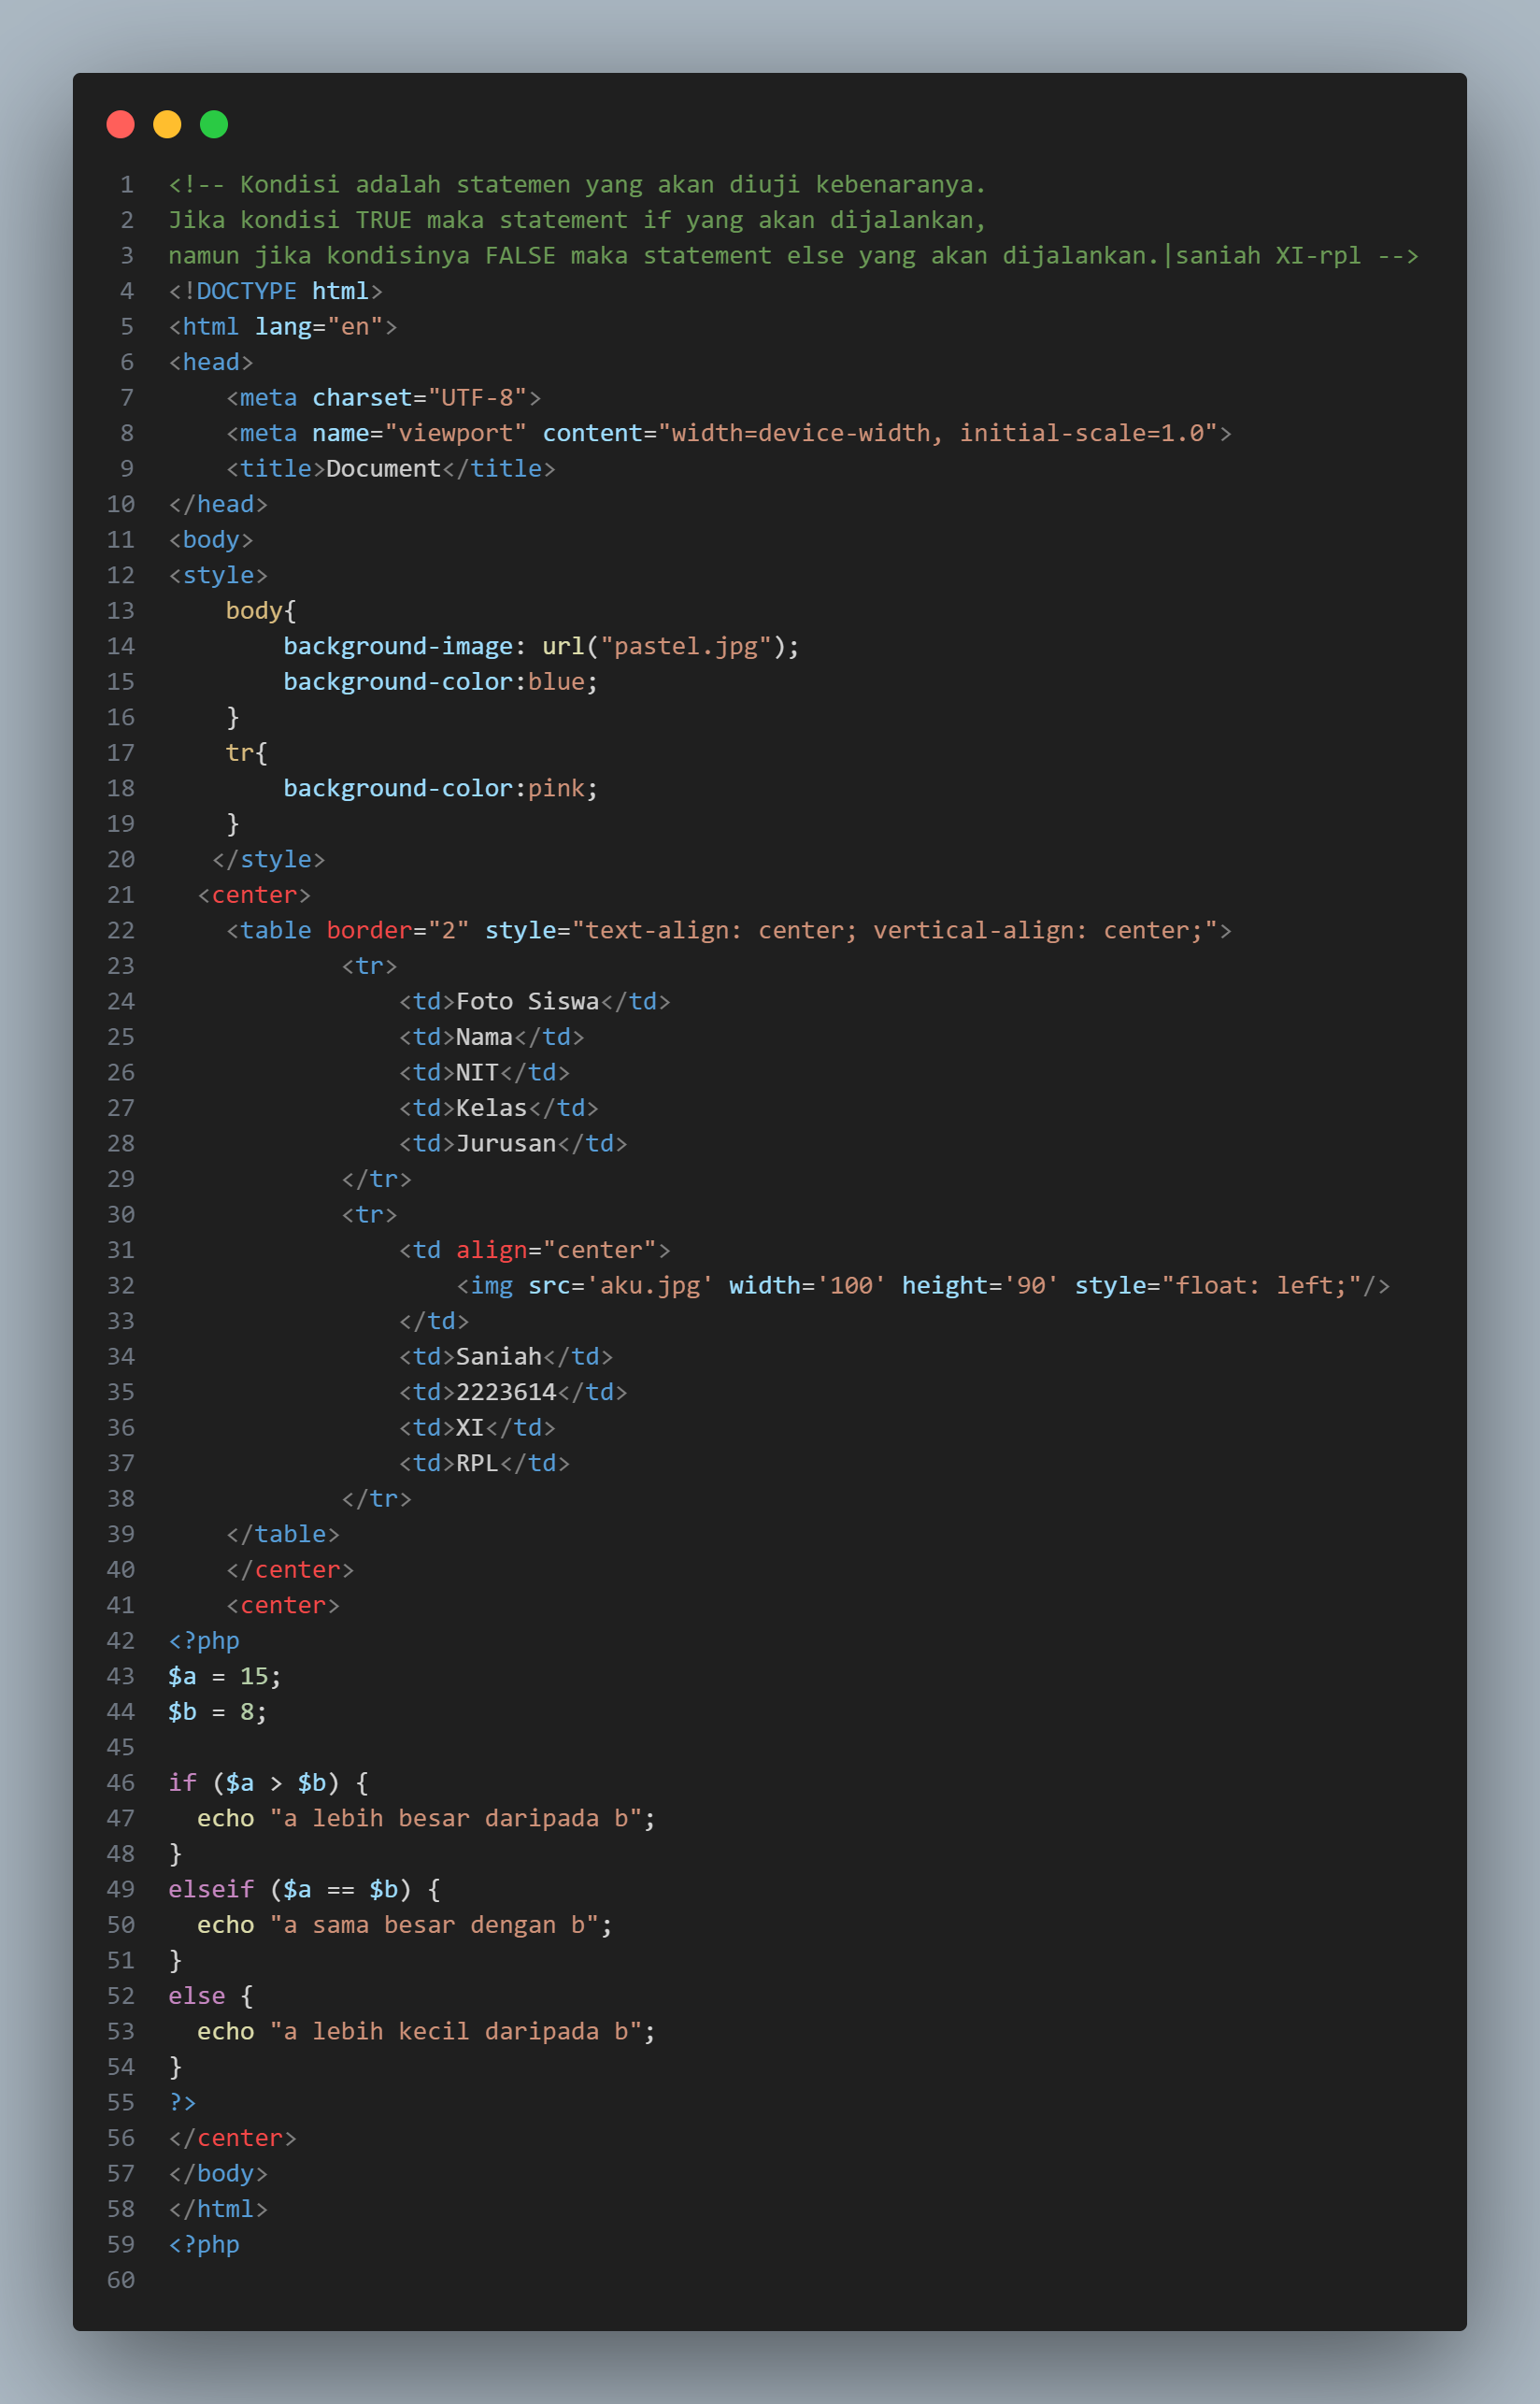 1 <!-- Kondisi adalah statemen yang akan diuji kebenaranya.
2 Jika kondisi TRUE maka statement if yang akan dijalankan,
3 namun jika kondisinya FALSE maka statement else yang akan dijalankan.|saniah XI-rpl -->
4 <!DOCTYPE html>
5 <html lang="en">
6 <head>
7     <meta charset="UTF-8">
8     <meta name="viewport" content="width=device-width, initial-scale=1.0">
9     <title>Document</title>
10 </head>
11 <body>
12 <style>
13     body{
14         background-image: url("pastel.jpg");
15         background-color:blue;
16     }
17     tr{
18         background-color:pink;
19     }
20    </style>
21   <center>
22     <table border="2" style="text-align: center; vertical-align: center;">
23             <tr>
24                 <td>Foto Siswa</td>
25                 <td>Nama</td>
26                 <td>NIT</td>
27                 <td>Kelas</td>
28                 <td>Jurusan</td>
29             </tr>
30             <tr>
31                 <td align="center">
32                     <img src='aku.jpg' width='100' height='90' style="float: left;"/>
33                 </td>
34                 <td>Saniah</td>
35                 <td>2223614</td>
36                 <td>XI</td>
37                 <td>RPL</td>
38             </tr>
39     </table>
40     </center>
41     <center>
42 <?php
43 $a = 15;
44 $b = 8;
45
46 if ($a > $b) {
47   echo "a lebih besar daripada b";
48 }
49 elseif ($a == $b) {
50   echo "a sama besar dengan b";
51 }
52 else {
53   echo "a lebih kecil daripada b";
54 }
55 ?>
56 </center>
57 </body>
58 </html>
59 <?php
60